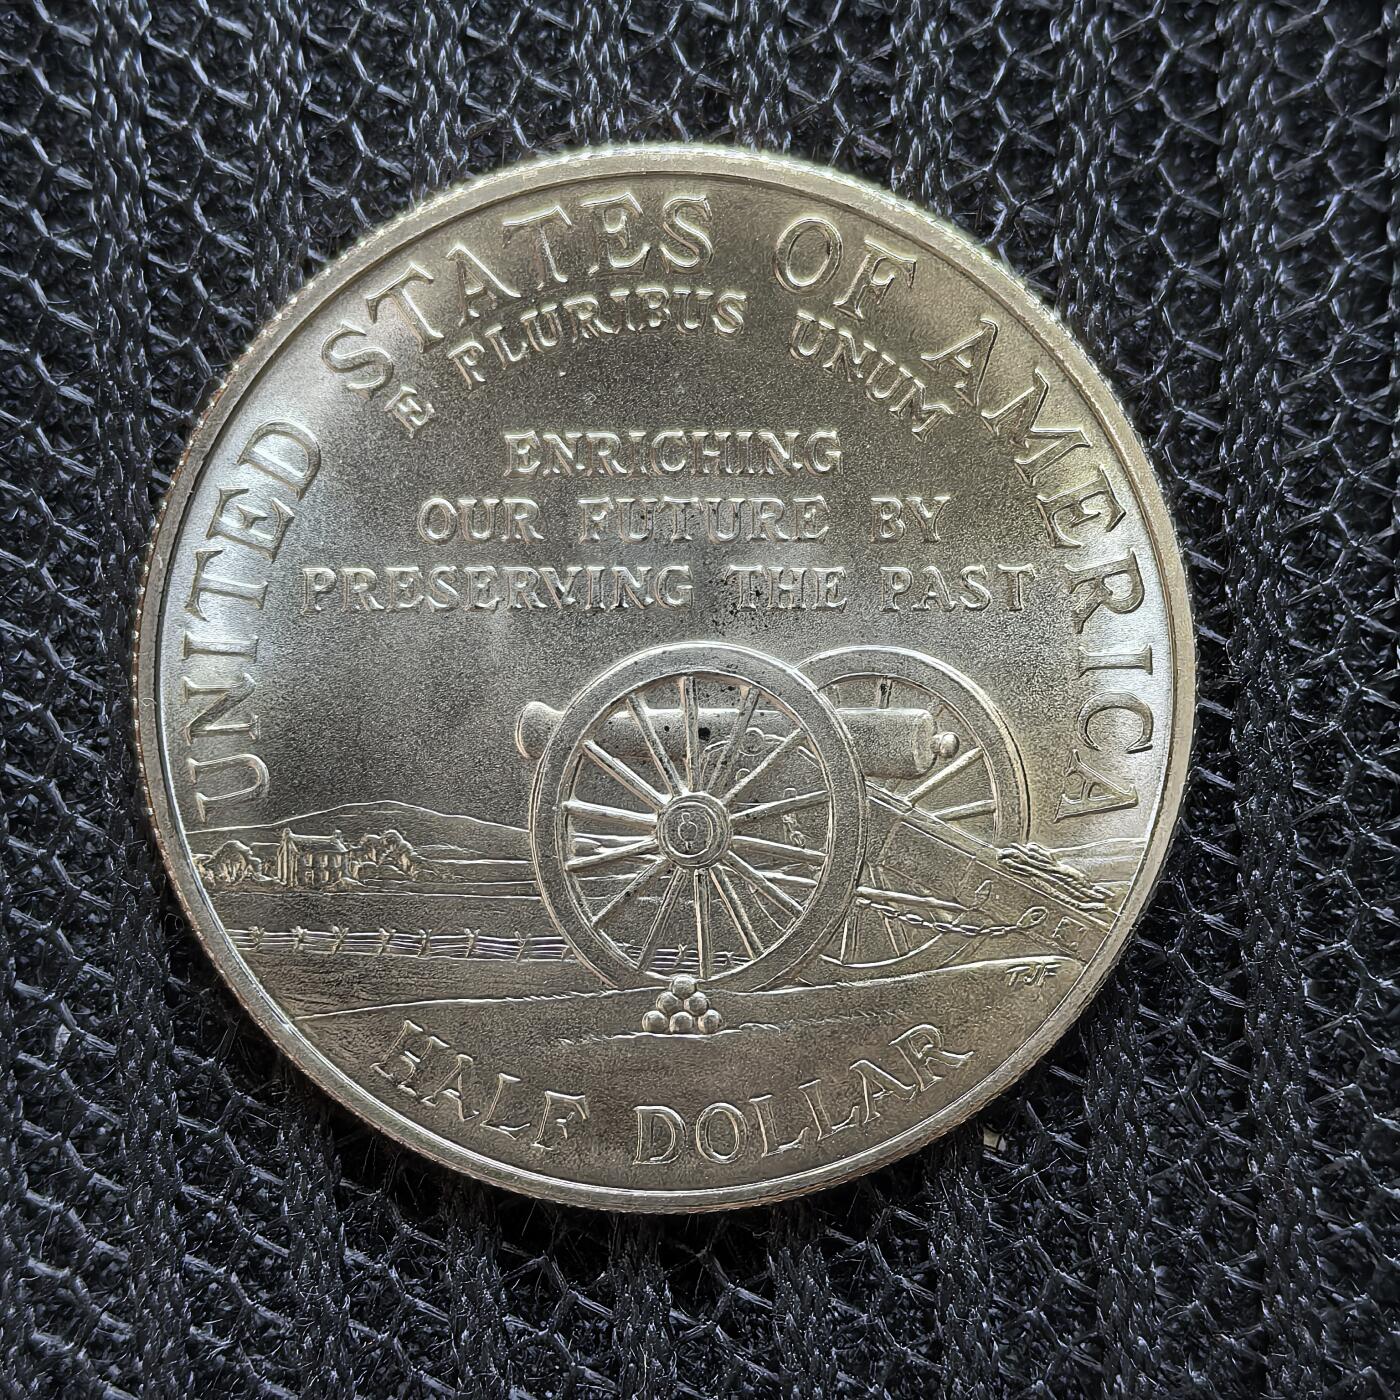 UNITED STATES OF AMERICA
E PLURIBUS UNUM
ENRICHING
OUR FUTURE BY
PRESERVING THE PAST
TJF
HALF DOLLAR